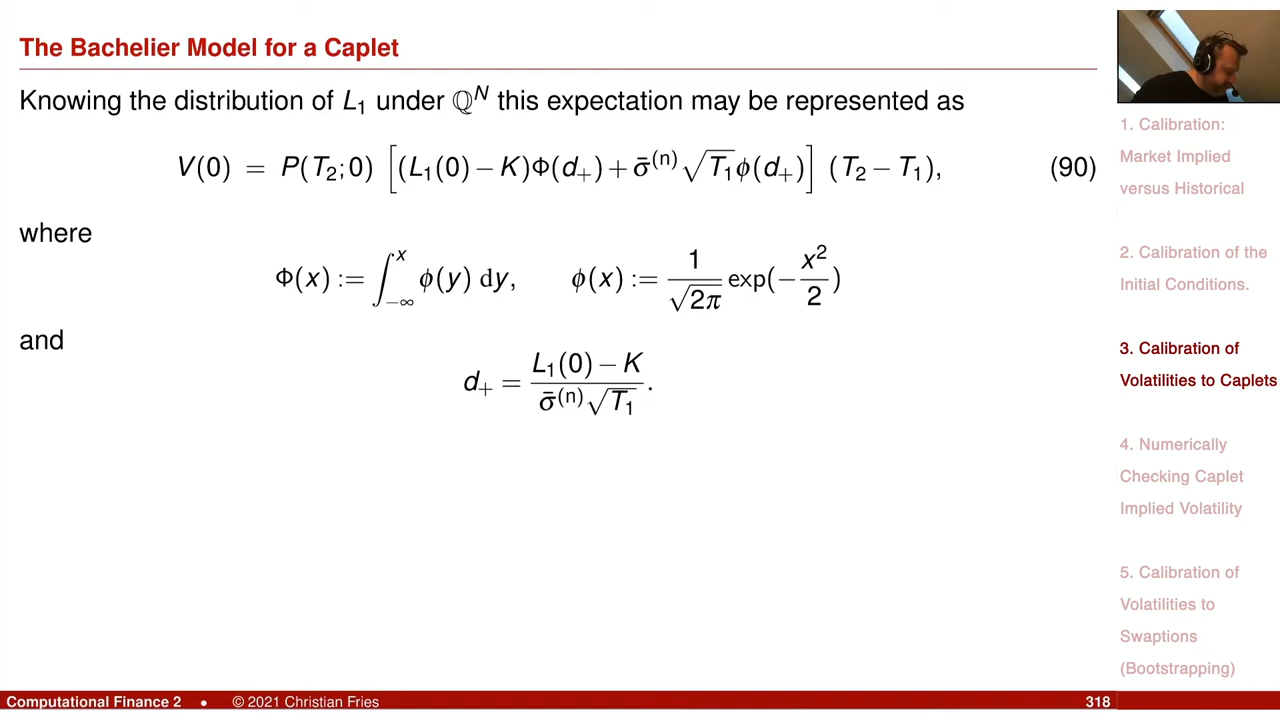 The Bachelier Model for a Caplet
Knowing the distribution of L₁ under ℚᴺ this expectation may be represented as
V(0) = P(T₂;0) [(L₁(0) − K)Φ(d₊) + σ̄⁽ⁿ⁾ √T₁ ϕ(d₊)] (T₂ − T₁), (90)
where
Φ(x) := ∫_{−∞}^{x} ϕ(y) dy, ϕ(x) := 1/√(2π) exp(−x²/2)
and
d₊ = (L₁(0) − K)/(σ̄⁽ⁿ⁾√T₁).
1. Calibration:
Market Implied
versus Historical
2. Calibration of the
Initial Conditions.
3. Calibration of
Volatilities to Caplets
4. Numerically
Checking Caplet
Implied Volatility
5. Calibration of
Volatilities to
Swaptions
(Bootstrapping)
Computational Finance 2 • © 2021 Christian Fries 318